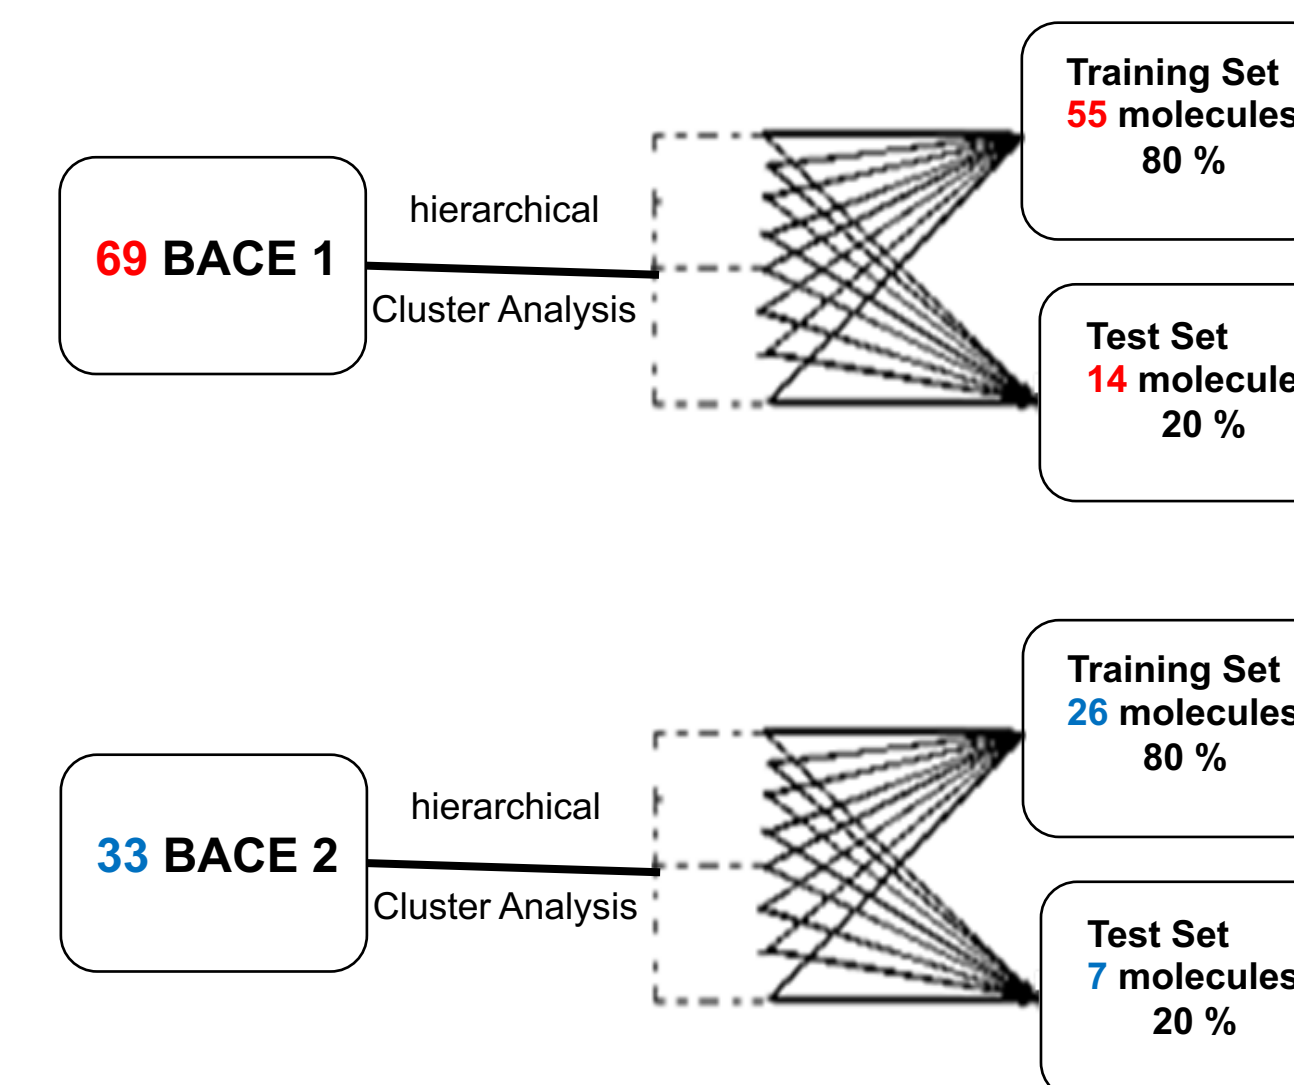 69 BACE 1
hierarchical
Cluster Analysis
Training Set
55 molecules
80 %
Test Set
14 molecule
20 %
33 BACE 2
hierarchical
Cluster Analysis
Training Set
26 molecules
80 %
Test Set
7 molecules
20 %